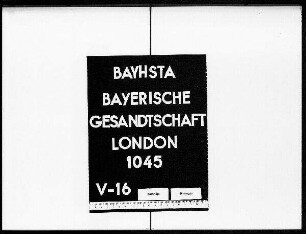 BAYHSTA
BAYERISCHE
GESANDTSCHAFT
LONDON
1045
V-16